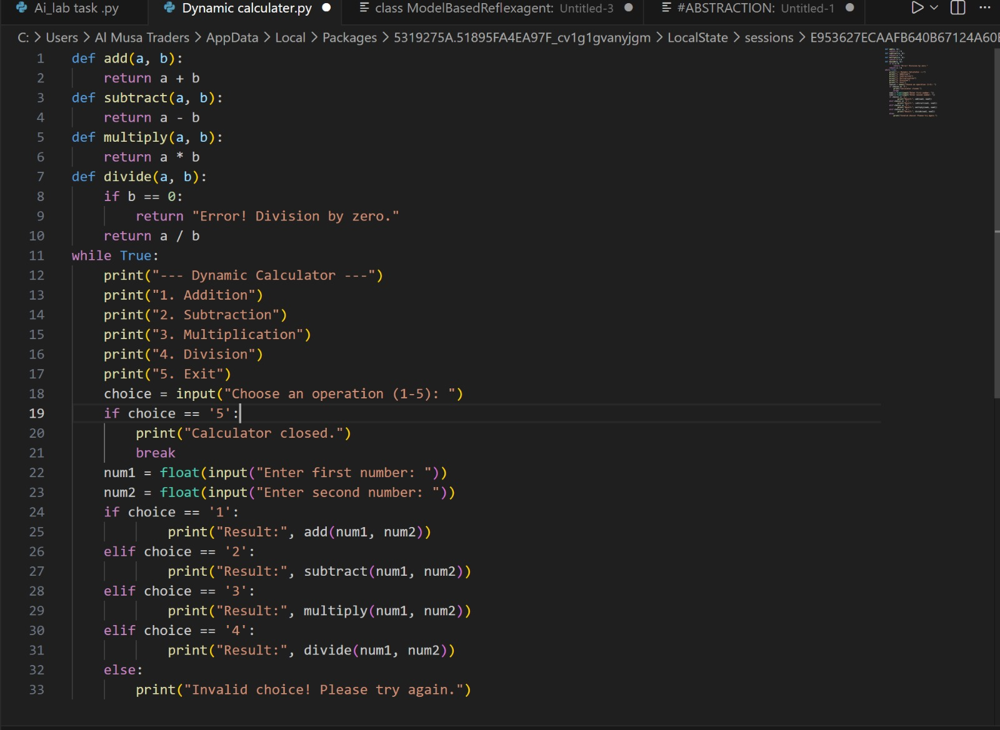 Ai_lab task .py
Dynamic calculater.py
class ModelBasedReflexagent: Untitled-3
#ABSTRACTION: Untitled-1
C: > Users > Al Musa Traders > AppData > Local > Packages > 5319275A.51895FA4EA97F_cv1g1gvanyjgm > LocalState > sessions > E953627ECAAFB640B67124A60E
1 def add(a, b):
2     return a + b
3 def subtract(a, b):
4     return a - b
5 def multiply(a, b):
6     return a * b
7 def divide(a, b):
8     if b == 0:
9         return "Error! Division by zero."
10     return a / b
11 while True:
12     print("--- Dynamic Calculator ---")
13     print("1. Addition")
14     print("2. Subtraction")
15     print("3. Multiplication")
16     print("4. Division")
17     print("5. Exit")
18     choice = input("Choose an operation (1-5): ")
19     if choice == '5':
20         print("Calculator closed.")
21         break
22     num1 = float(input("Enter first number: "))
23     num2 = float(input("Enter second number: "))
24     if choice == '1':
25             print("Result:", add(num1, num2))
26     elif choice == '2':
27             print("Result:", subtract(num1, num2))
28     elif choice == '3':
29             print("Result:", multiply(num1, num2))
30     elif choice == '4':
31             print("Result:", divide(num1, num2))
32     else:
33         print("Invalid choice! Please try again.")